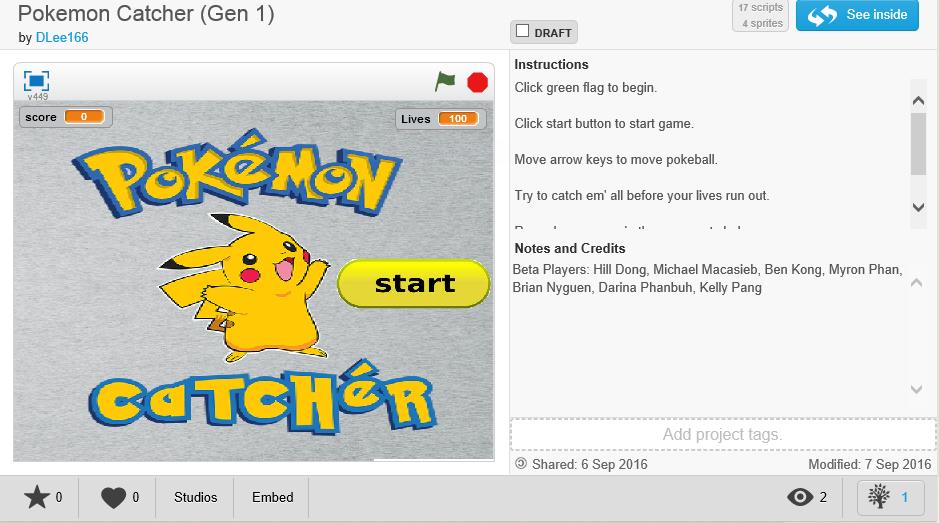 Pokemon Catcher (Gen 1)
by DLee166
DRAFT
17 scripts
4 sprites
See inside
v449
score 0
Lives 100
POKéMON
start
CATCHéR
Instructions
Click green flag to begin.
Click start button to start game.
Move arrow keys to move pokeball.
Try to catch em' all before your lives run out.
Notes and Credits
Beta Players: Hill Dong, Michael Macasieb, Ben Kong, Myron Phan,
Brian Nyguen, Darina Phanbuh, Kelly Pang
Add project tags.
Shared: 6 Sep 2016
Modified: 7 Sep 2016
0
0
Studios
Embed
2
1